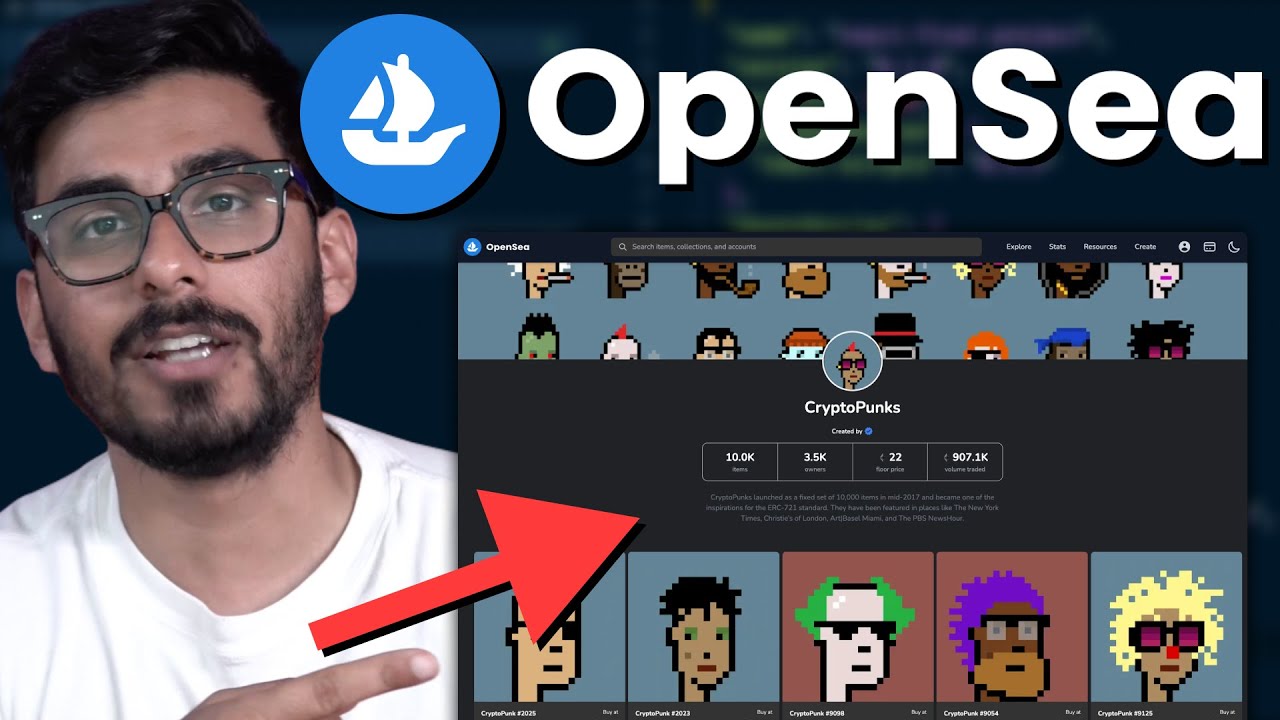 OpenSea
OpenSea
Search items, collections, and accounts
Explore
Stats
Resources
Create
CryptoPunks
Created by
10.0K
items
3.5K
owners
22
floor price
907.1K
volume traded
CryptoPunks launched as a fixed set of 10,000 items in mid-2017 and became one of the
inspirations for the ERC-721 standard. They have been featured in places like The New York
Times, Christie's of London, Art|Basel Miami, and The PBS NewsHour.
CryptoPunk #2025
Buy at
CryptoPunk #2023
Buy at
CryptoPunk #9098
Buy at
CryptoPunk #9054
Buy at
CryptoPunk #9125
Buy at